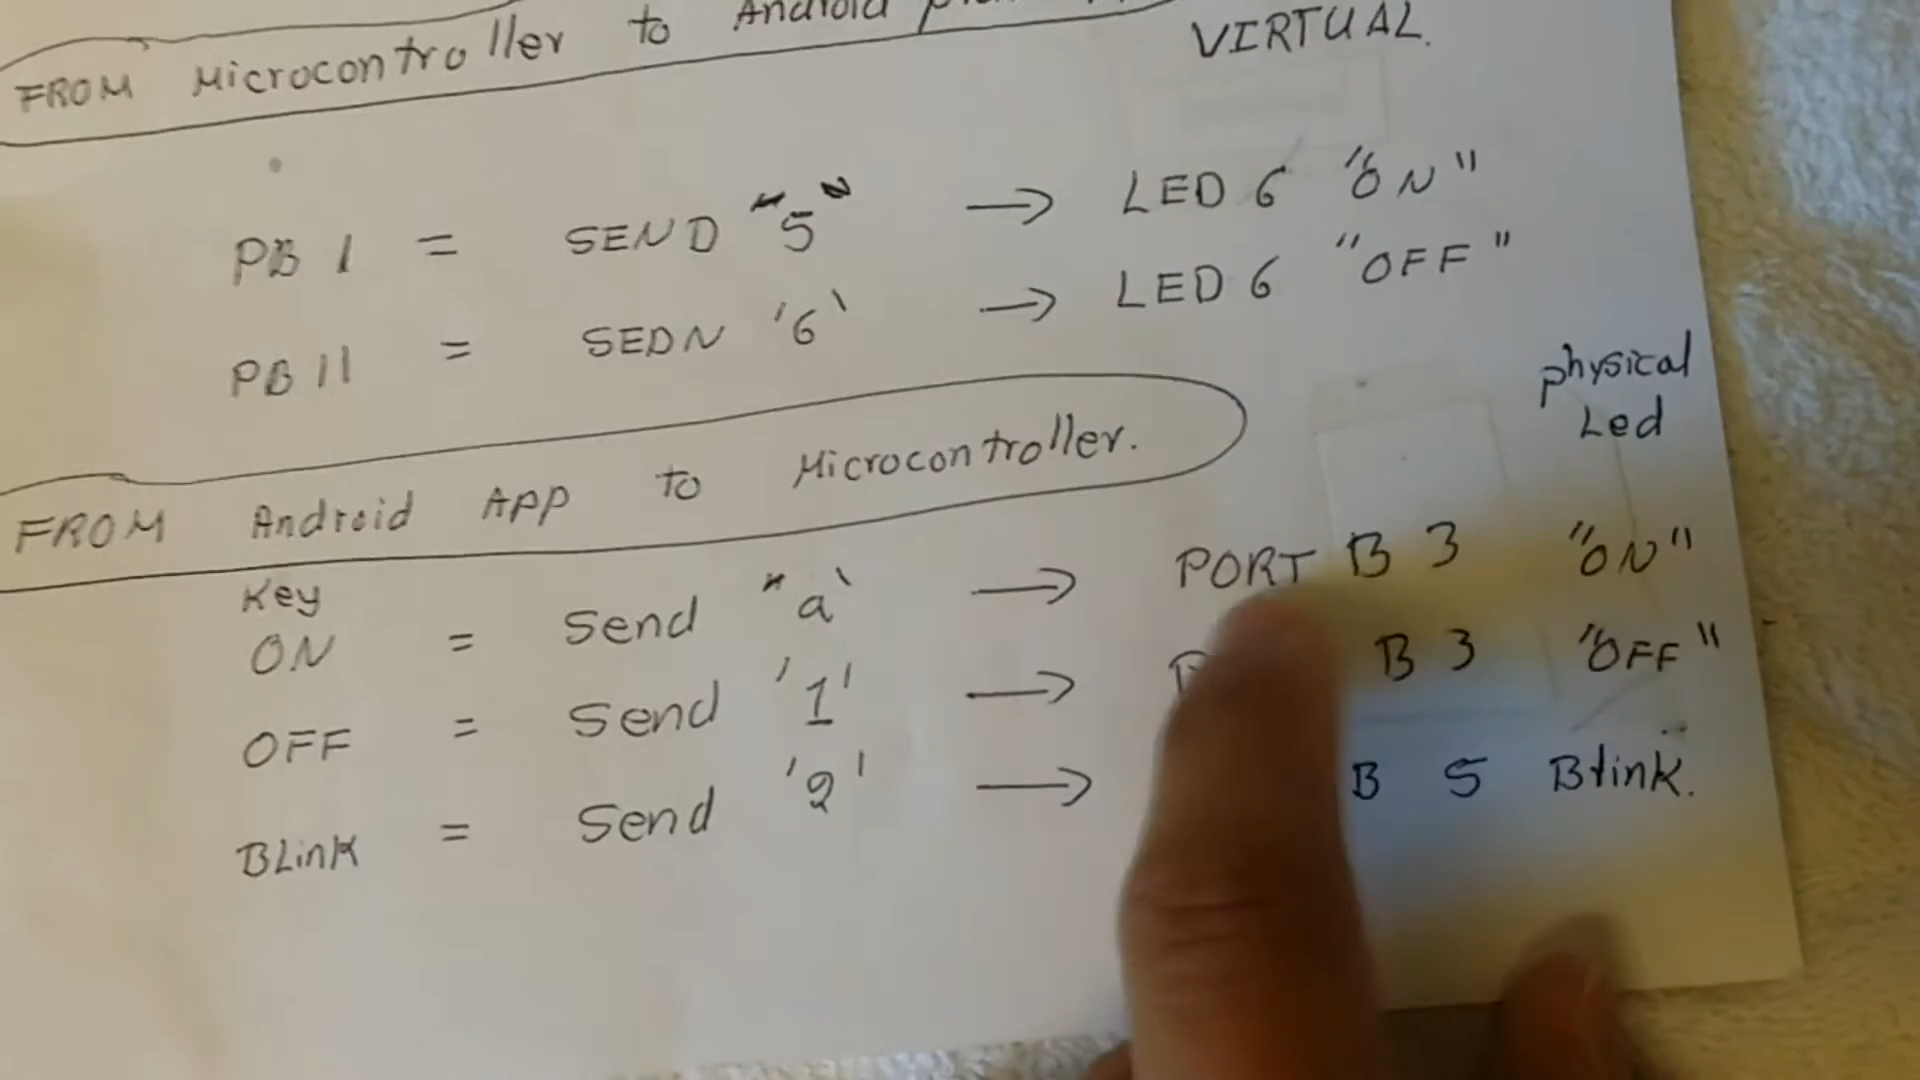 FROM Microcontroller to Android
VIRTUAL.
PB I = SEND "5" → LED 6 "ON"
PB II = SEDN '6' → LED 6 "OFF"
physical
Led
FROM Android APP to Microcontroller.
Key
ON = Send "a' → PORT B 3 "ON"
OFF = Send '1' → B 3 "OFF"
BLinK = Send '2' → B 5 Blink.